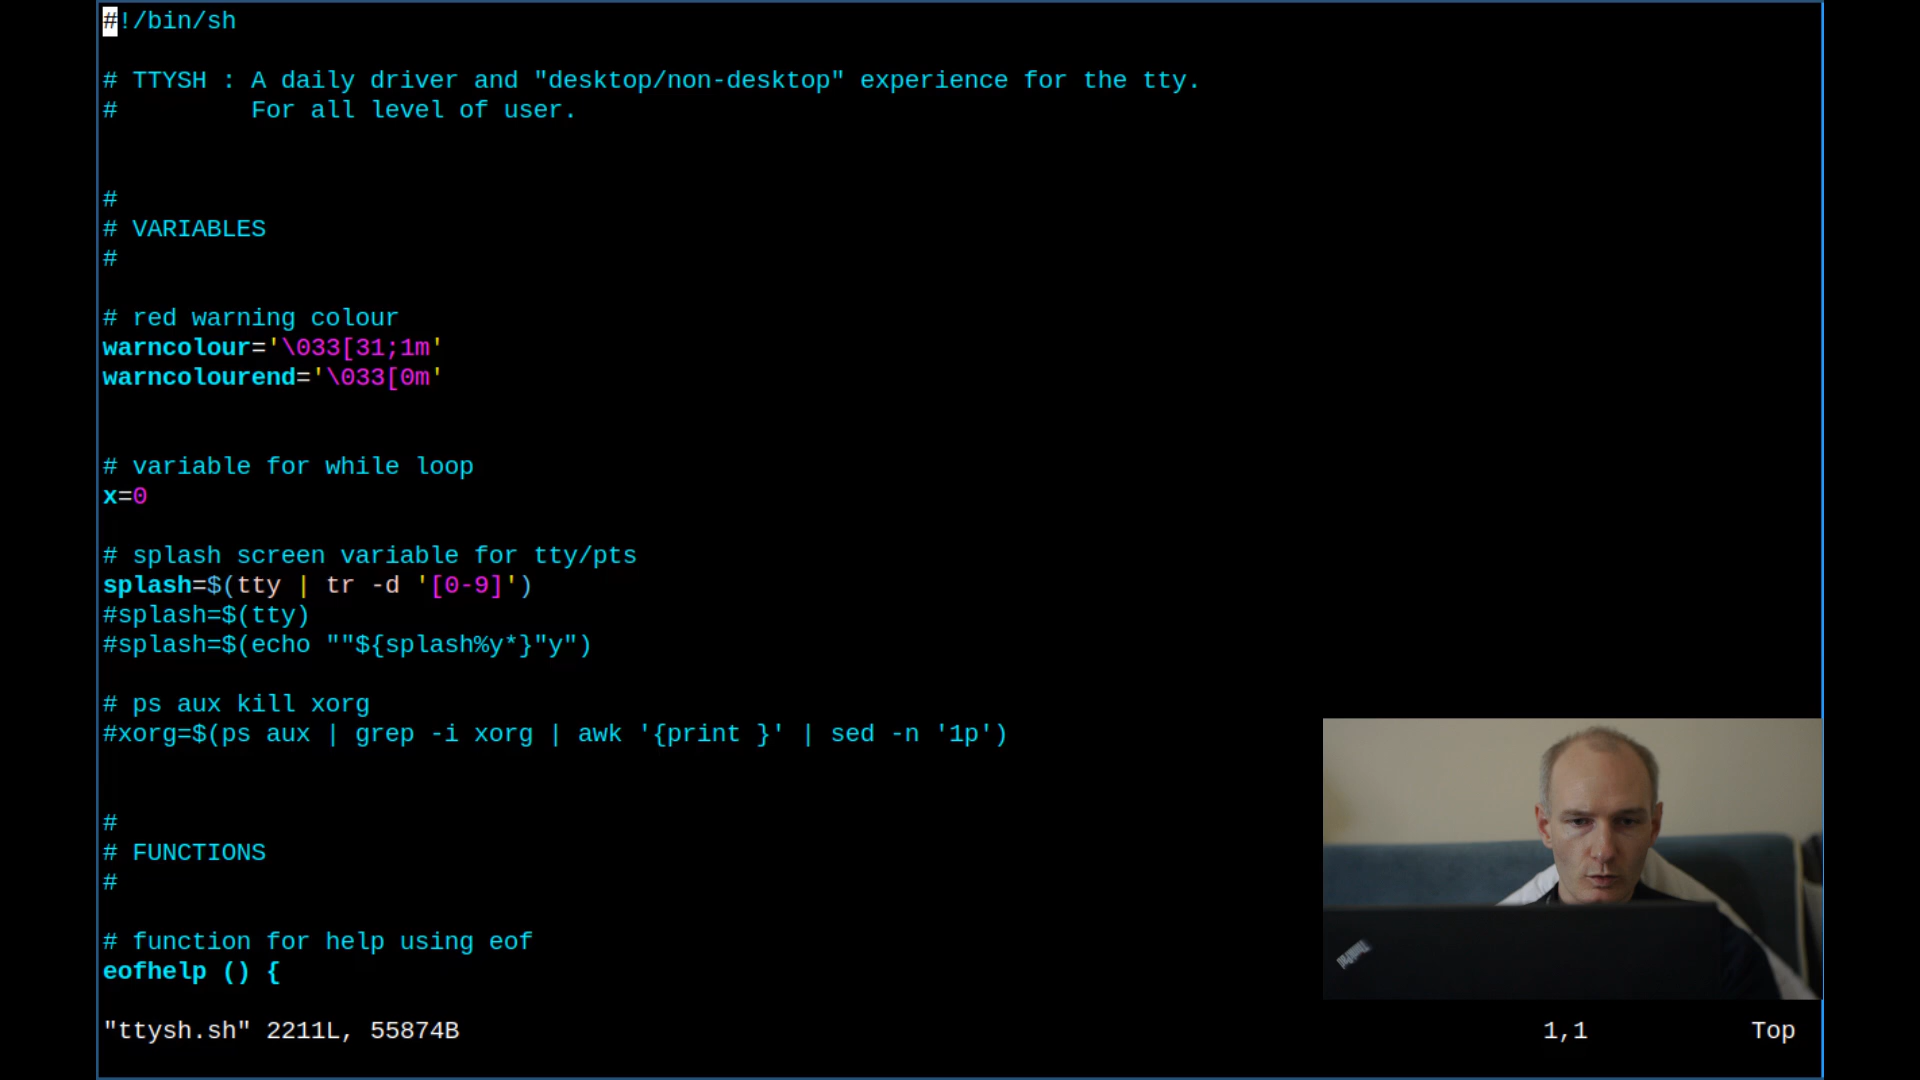 #!/bin/sh
# TTYSH : A daily driver and "desktop/non-desktop" experience for the tty.
#         For all level of user.
#
# VARIABLES
#
# red warning colour
warncolour='\033[31;1m'
warncolourend='\033[0m'
# variable for while loop
x=0
# splash screen variable for tty/pts
splash=$(tty | tr -d '[0-9]')
#splash=$(tty)
#splash=$(echo ""${splash%y*}"y")
# ps aux kill xorg
#xorg=$(ps aux | grep -i xorg | awk '{print }' | sed -n '1p')
#
# FUNCTIONS
#
# function for help using eof
eofhelp () {
"ttysh.sh" 2211L, 55874B 1,1 Top